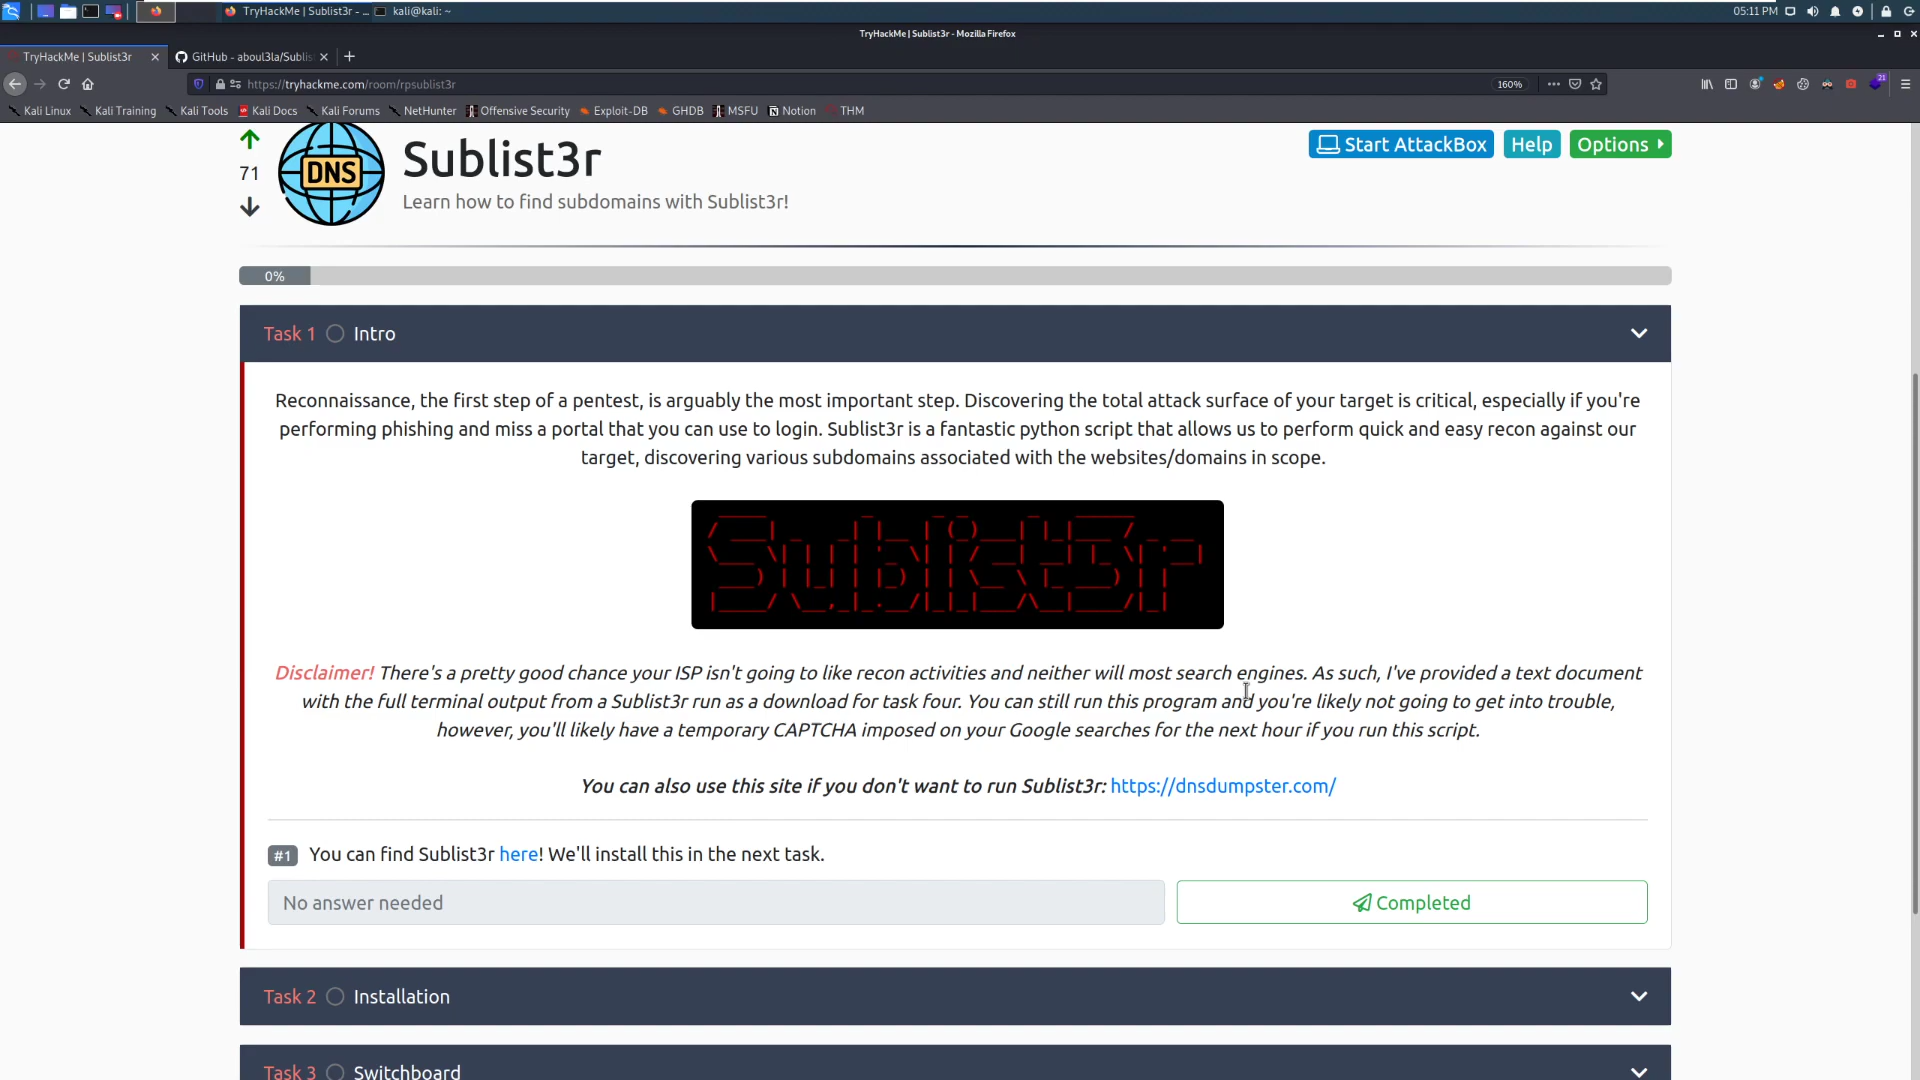 TryHackMe | Sublist3r - ...
kali@kali: ~
05:11 PM
TryHackMe | Sublist3r - Mozilla Firefox
TryHackMe | Sublist3r
GitHub - aboul3la/Sublis
https://tryhackme.com/room/rpsublist3r
160%
21
Kali Linux
Kali Training
Kali Tools
Kali Docs
Kali Forums
NetHunter
Offensive Security
Exploit-DB
GHDB
MSFU
Notion
THM
71
DNS
Sublist3r
Learn how to find subdomains with Sublist3r!
Start AttackBox
Help
Options
0%
Task 1 Intro
Reconnaissance, the first step of a pentest, is arguably the most important step. Discovering the total attack surface of your target is critical, especially if you're
performing phishing and miss a portal that you can use to login. Sublist3r is a fantastic python script that allows us to perform quick and easy recon against our
target, discovering various subdomains associated with the websites/domains in scope.
Sublist3r
Disclaimer! There's a pretty good chance your ISP isn't going to like recon activities and neither will most search engines. As such, I've provided a text document
with the full terminal output from a Sublist3r run as a download for task four. You can still run this program and you're likely not going to get into trouble,
however, you'll likely have a temporary CAPTCHA imposed on your Google searches for the next hour if you run this script.
You can also use this site if you don't want to run Sublist3r: https://dnsdumpster.com/
#1 You can find Sublist3r here! We'll install this in the next task.
No answer needed
Completed
Task 2 Installation
Task 3 Switchboard